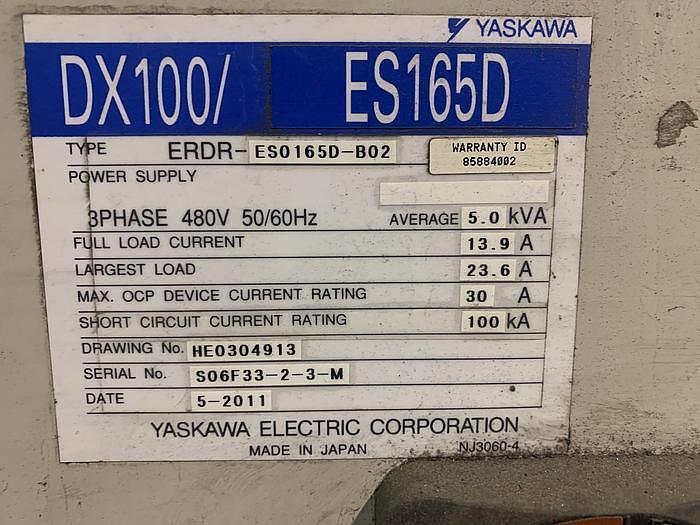 YASKAWA
DX100/ ES165D
TYPE ERDR-ES0165D-B02
WARRANTY ID
85884002
POWER SUPPLY
3PHASE 480V 50/60Hz AVERAGE 5.0 kVA
FULL LOAD CURRENT 13.9 A
LARGEST LOAD 23.6 A
MAX. OCP DEVICE CURRENT RATING 30 A
SHORT CIRCUIT CURRENT RATING 100 kA
DRAWING No. HE0304913
SERIAL No. S06F33-2-3-M
DATE 5-2011
YASKAWA ELECTRIC CORPORATION
MADE IN JAPAN NJ3060-4